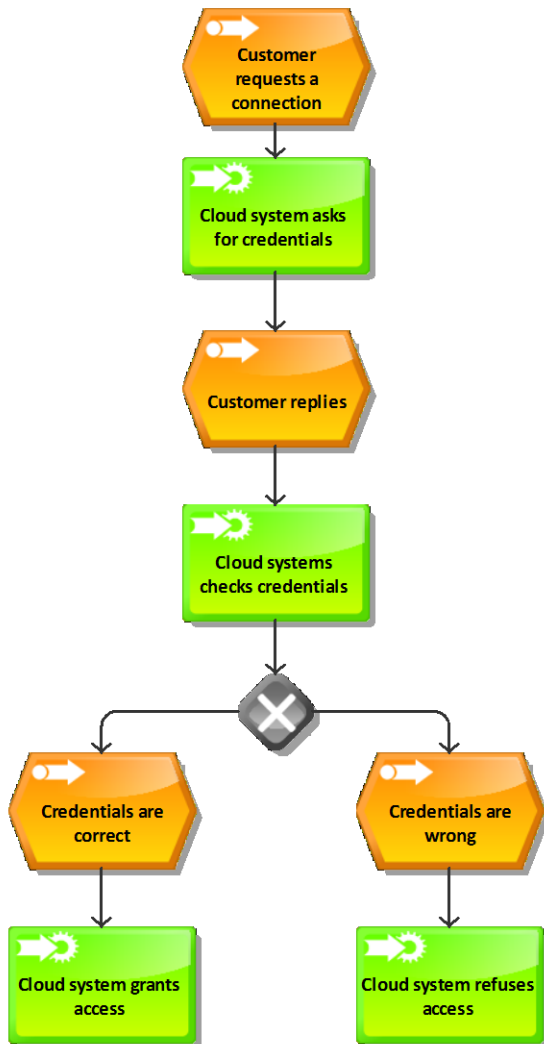 Customer
requests a
connection
Cloud system asks
for credentials
Customer replies
Cloud systems
checks credentials
Credentials are
correct
Credentials are
wrong
Cloud system grants
access
Cloud system refuses
access